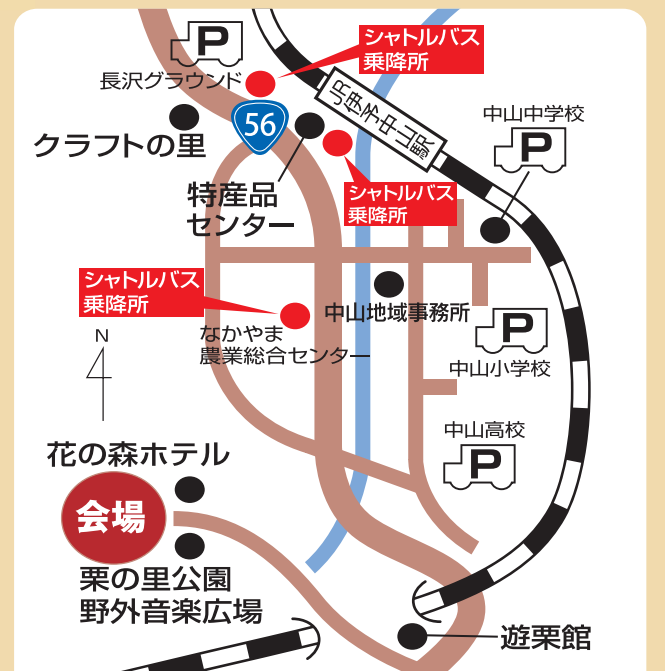 P
シャトルバス
乗降所
長沢グラウンド
56
JR伊予中山駅
中山中学校
P
クラフトの里
特産品
センター
シャトルバス
乗降所
シャトルバス
乗降所
中山地域事務所
なかやま
農業総合センター
P
中山小学校
N
中山高校
P
花の森ホテル
会場
栗の里公園
野外音楽広場
遊栗館